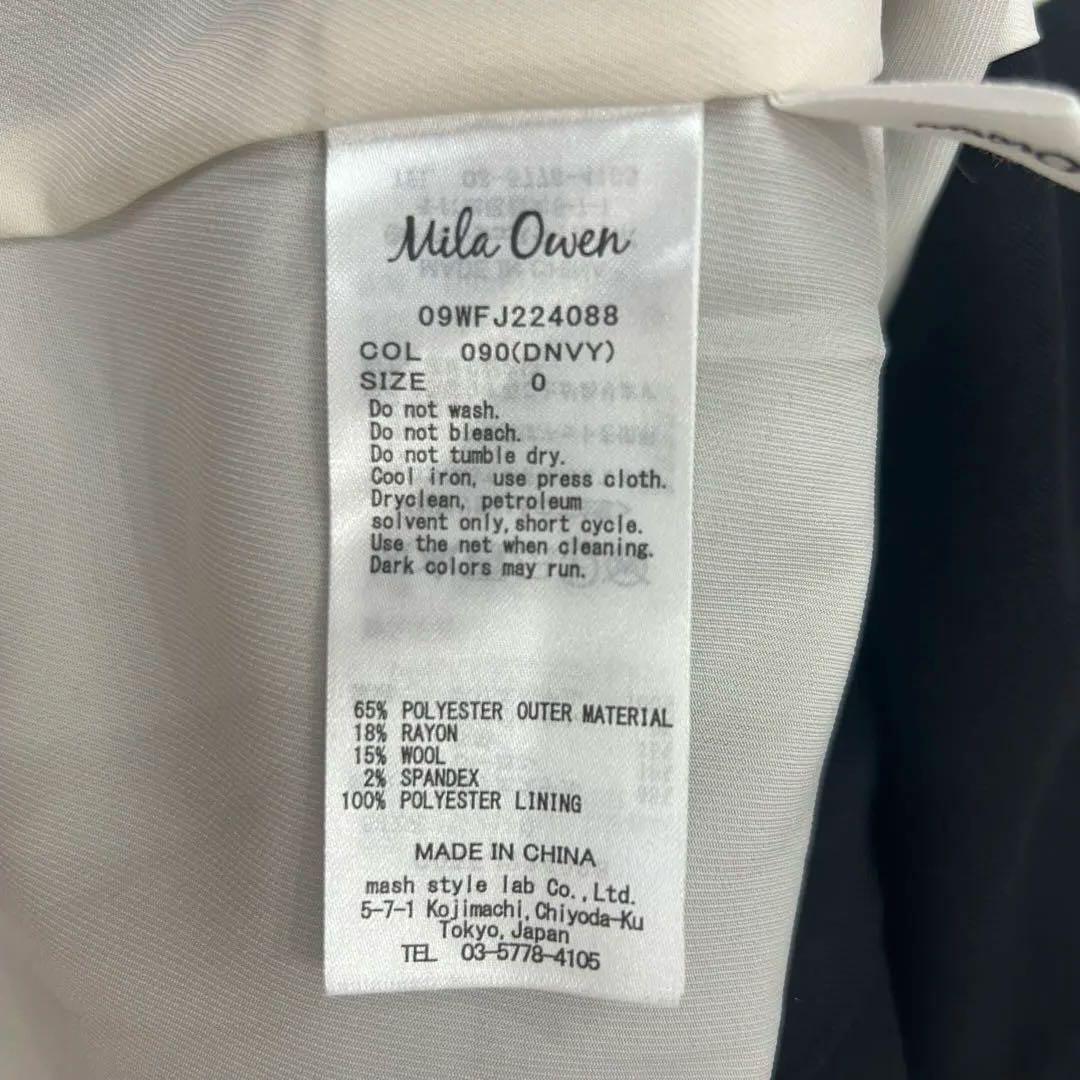 Mila Owen
09WFJ224088
COL 090(DNVY)
SIZE 0
Do not wash.
Do not bleach.
Do not tumble dry.
Cool iron, use press cloth.
Dryclean, petroleum
solvent only, short cycle.
Use the net when cleaning.
Dark colors may run.
65% POLYESTER OUTER MATERIAL
18% RAYON
15% WOOL
2% SPANDEX
100% POLYESTER LINING
MADE IN CHINA
mash style lab Co., Ltd.
5-7-1 Kojimachi, Chiyoda-Ku
Tokyo, Japan
TEL 03-5778-4105